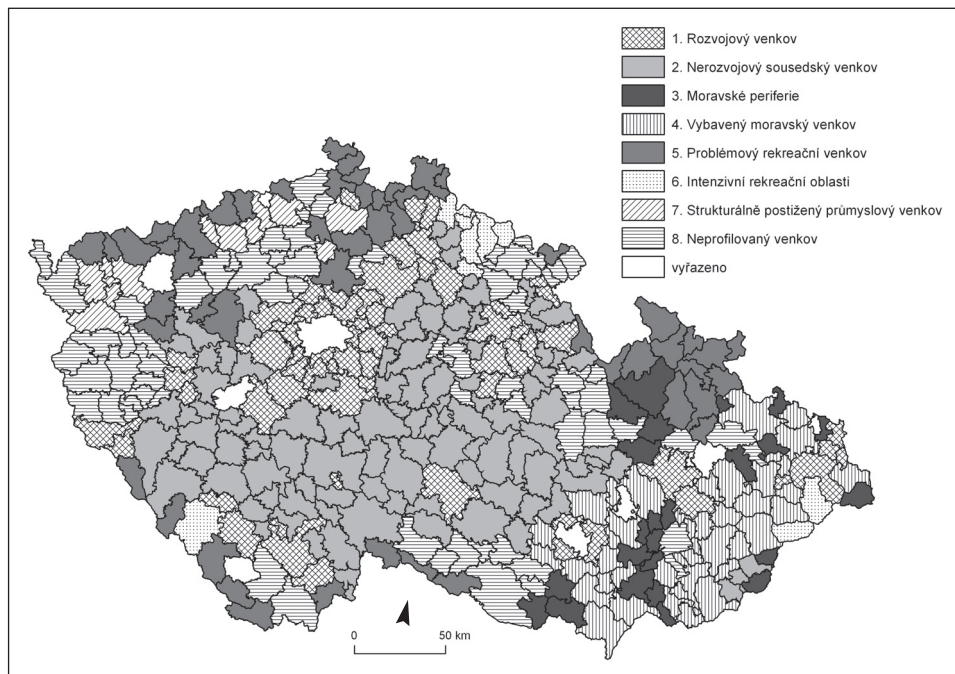 1. Rozvojový venkov
2. Nerozvojový sousedský venkov
3. Moravské periferie
4. Vybavený moravský venkov
5. Problémový rekreační venkov
6. Intenzivní rekreační oblasti
7. Strukturálně postižený průmyslový venkov
8. Neprofilovaný venkov
vyřazeno
0 50 km